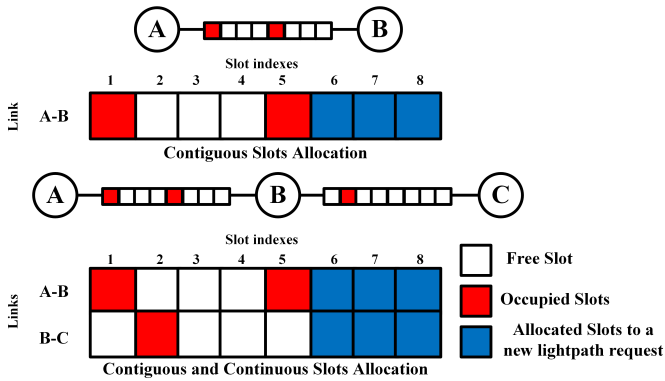 A B
Slot indexes
1 2 3 4 5 6 7 8
Link
A-B
Contiguous Slots Allocation
A B C
Slot indexes
1 2 3 4 5 6 7 8
Links
A-B
B-C
Contiguous and Continuous Slots Allocation
Free Slot
Occupied Slots
Allocated Slots to a
new lightpath request